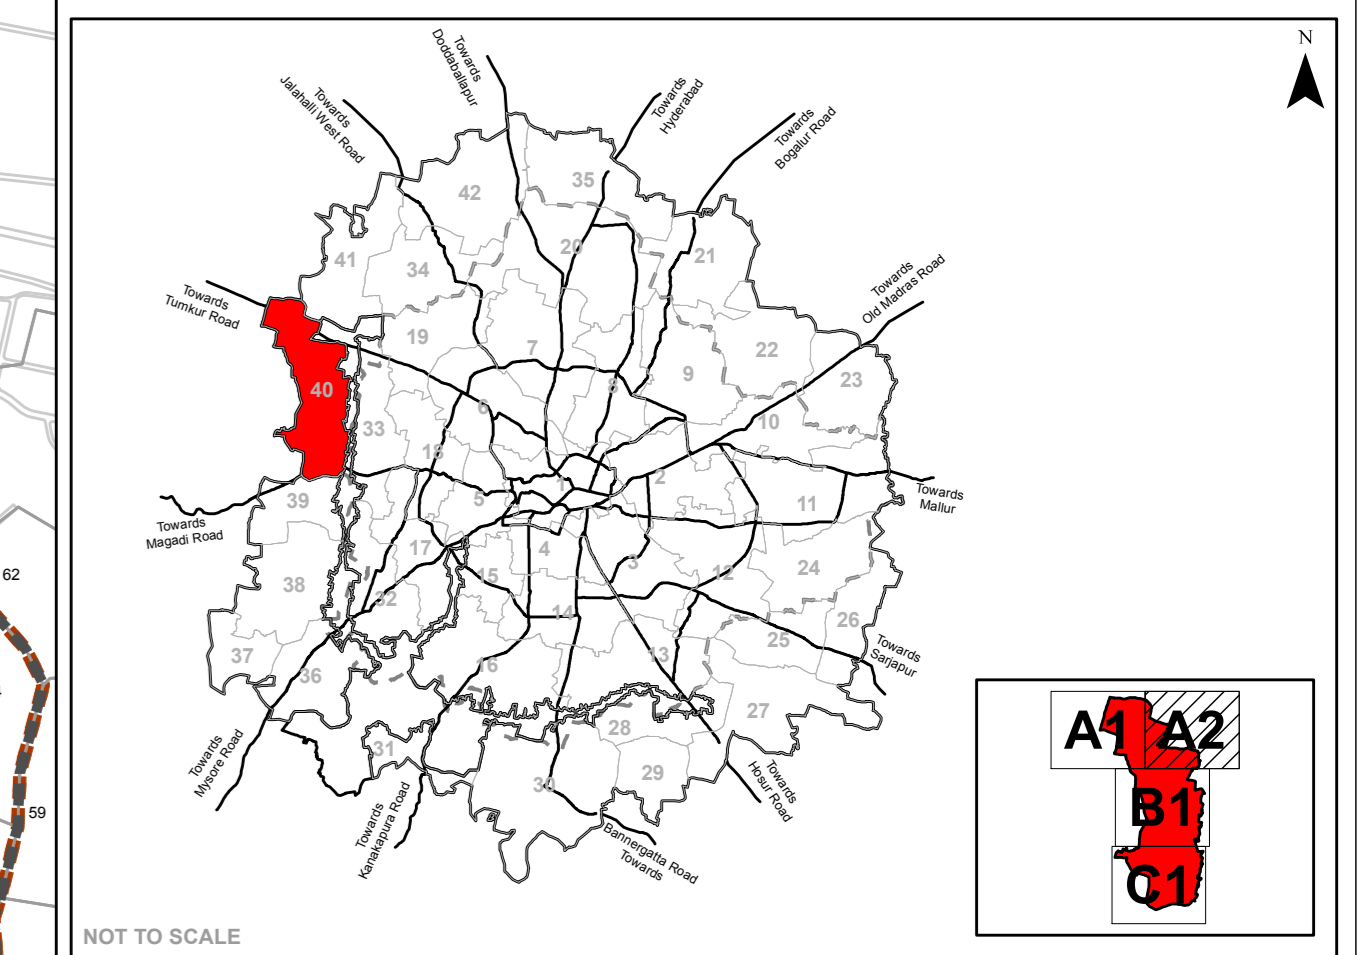 N
Towards
Doddaballapur
Towards
Jalahalli West Road
Towards
Hyderabad
Towards
Bogalur Road
42
35
20
21
41
34
Towards
Old Madras Road
Towards
Tumkur Road
19
7
22
9
8
23
40
6
10
33
18
39
5
1
2
11
Towards
Mallur
Towards
Magadi Road
62
17
4
3
12
24
38
15
32
14
26
25
37
36
16
13
Towards
Sarjapur
27
28
31
29
30
Towards
Mysore Road
Towards
Kanakapura Road
Towards
Hosur Road
Bannergatta Road
Towards
59
A1
A2
B1
C1
NOT TO SCALE